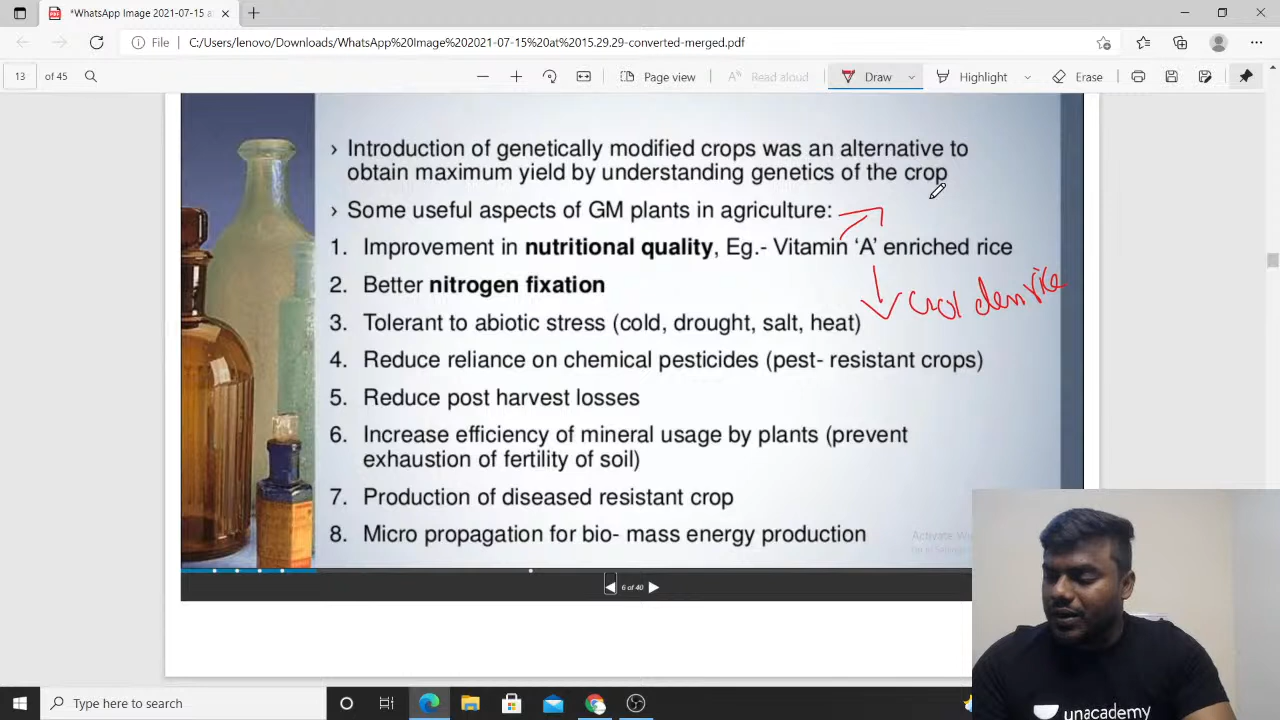 *WhatsApp Image 2021-07-15 a
File
C:/Users/lenovo/Downloads/WhatsApp%20Image%202021-07-15%20at%2015.29.29-converted-merged.pdf
13 of 45
Page view
Read aloud
Draw
Highlight
Erase
› Introduction of genetically modified crops was an alternative to
obtain maximum yield by understanding genetics of the crop
› Some useful aspects of GM plants in agriculture:
1. Improvement in nutritional quality, Eg.- Vitamin ‘A’ enriched rice
2. Better nitrogen fixation
rice
3. Tolerant to abiotic stress (cold, drought, salt, heat)
4. Reduce reliance on chemical pesticides (pest- resistant crops)
5. Reduce post harvest losses
6. Increase efficiency of mineral usage by plants (prevent
exhaustion of fertility of soil)
7. Production of diseased resistant crop
8. Micro propagation for bio- mass energy production
Activate
6 of 40
unacademy
Type here to search